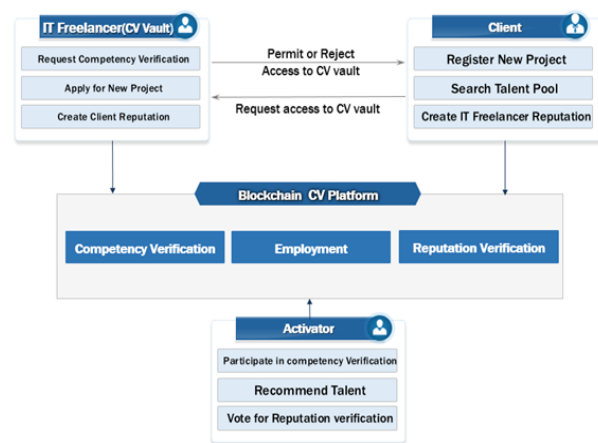 IT Freelancer(CV Vault)
Request Competency Verification
Apply for New Project
Create Client Reputation
Permit or Reject
Access to CV vault
Request access to CV vault
Client
Register New Project
Search Talent Pool
Create IT Freelancer Reputation
Blockchain CV Platform
Competency Verification
Employment
Reputation Verification
Activator
Participate in competency Verification
Recommend Talent
Vote for Reputation verification